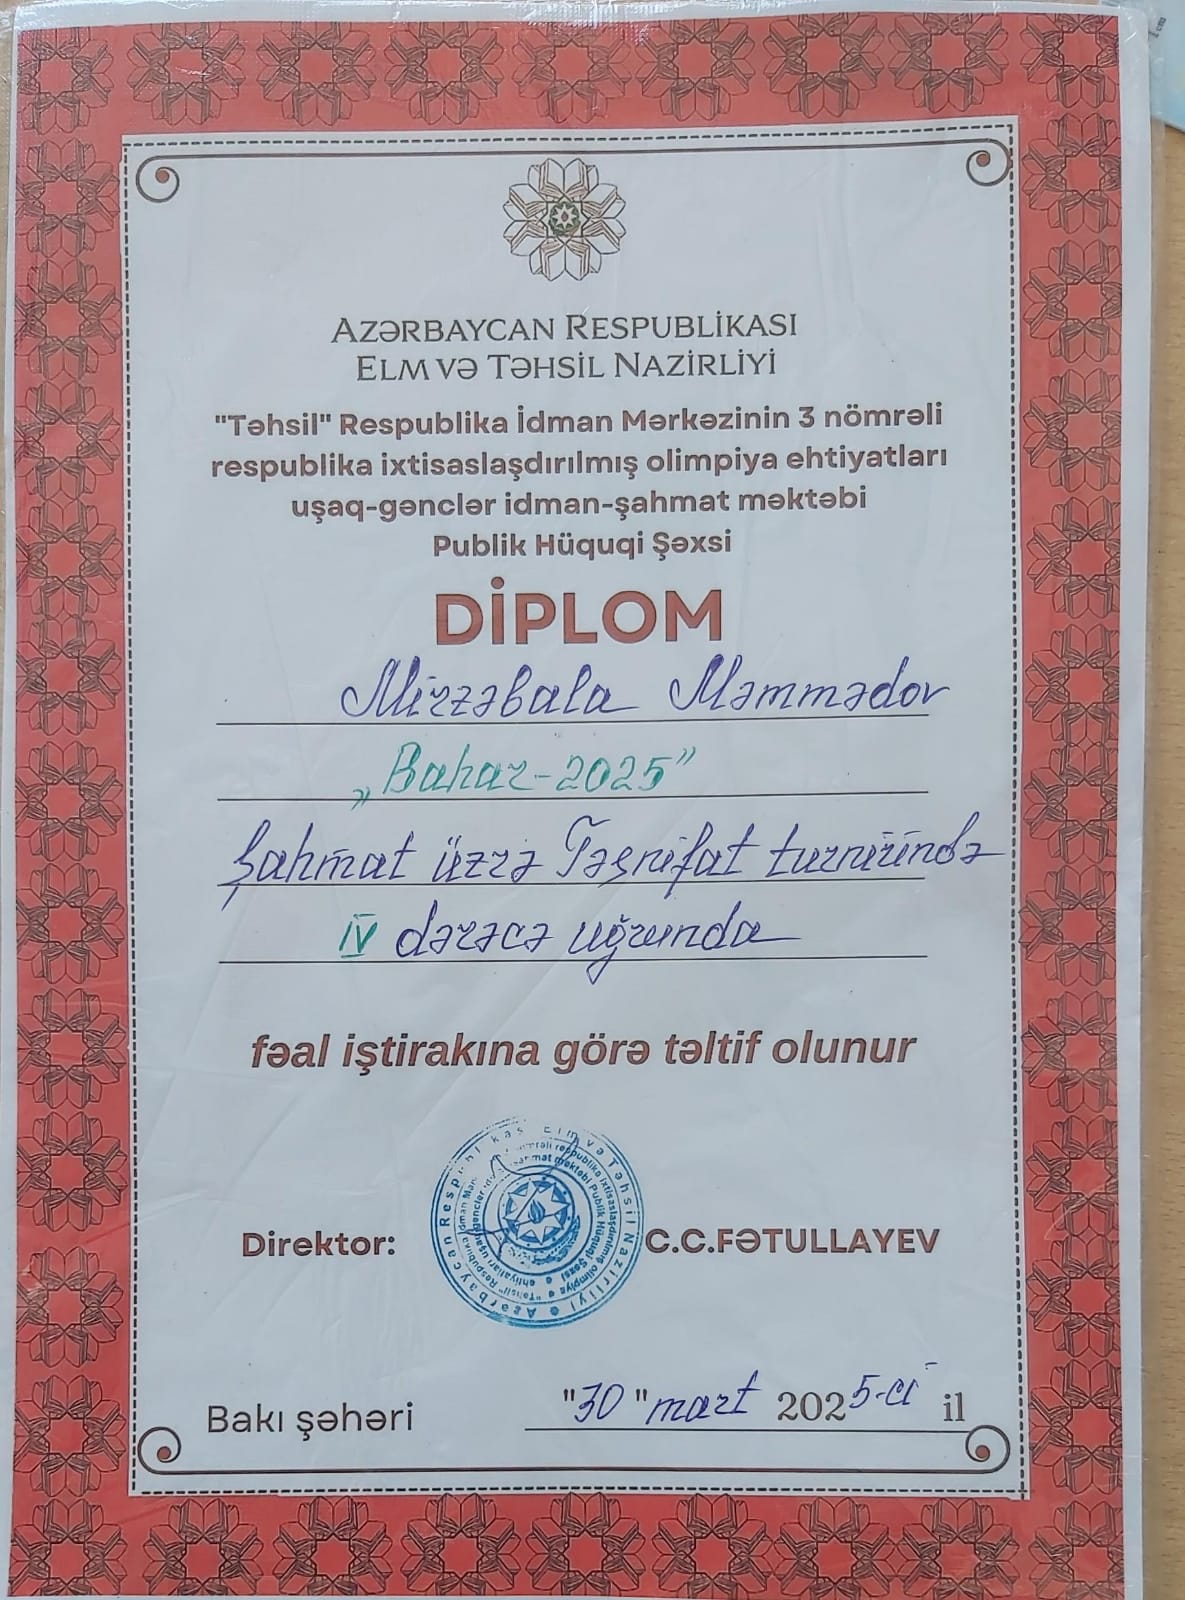 AZƏRBAYCAN RESPUBLİKASI
ELM VƏ TƏHSİL NAZİRLİYİ
"Təhsil" Respublika İdman Mərkəzinin 3 nömrəli
respublika ixtisaslaşdırılmış olimpiya ehtiyatları
uşaq-gənclər idman-şahmat məktəbi
Publik Hüquqi Şəxsi
DİPLOM
Mirzəbala Məmmədov
„Bahar-2025”
Şahmat üzrə Təsnifat turnirində
IV dərəcə uğrunda
fəal iştirakına görə təltif olunur
Direktor: C.C.FƏTULLAYEV
Bakı şəhəri "30" mart 2025-ci il